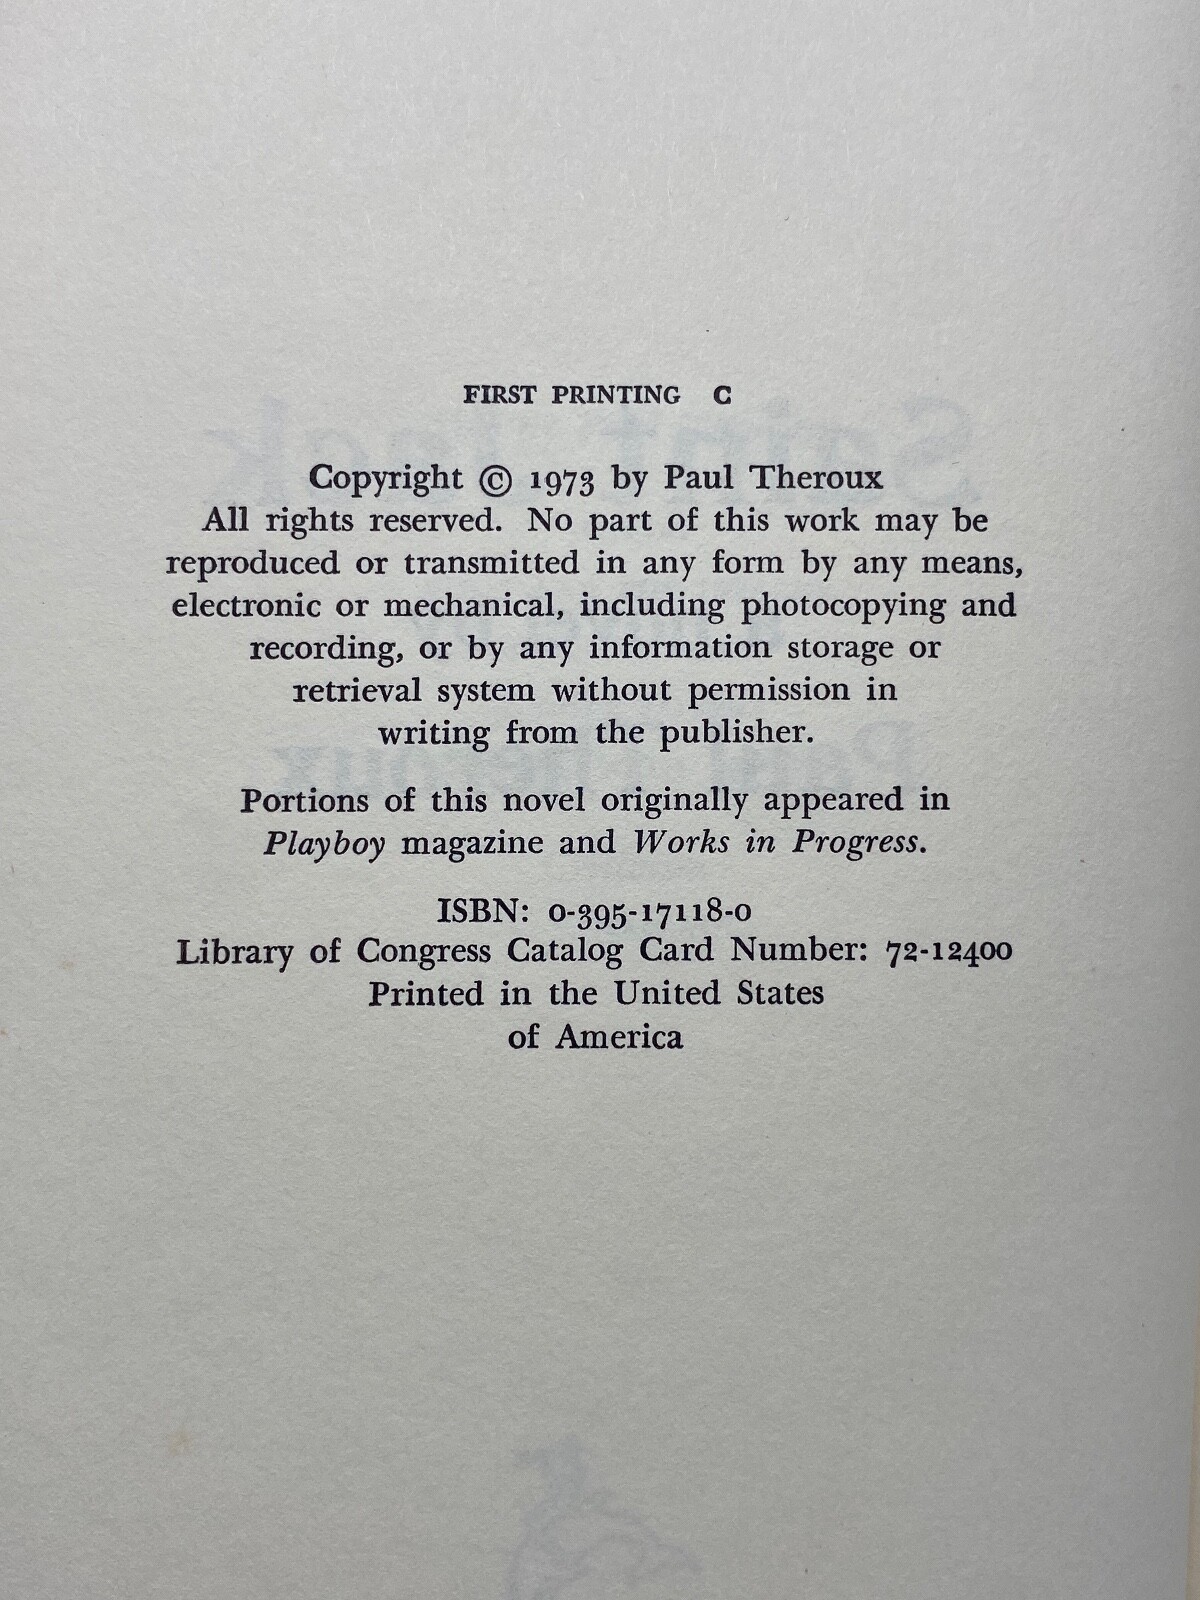 FIRST PRINTING C
Copyright © 1973 by Paul Theroux
All rights reserved. No part of this work may be
reproduced or transmitted in any form by any means,
electronic or mechanical, including photocopying and
recording, or by any information storage or
retrieval system without permission in
writing from the publisher.
Portions of this novel originally appeared in
Playboy magazine and Works in Progress.
ISBN: 0-395-17118-0
Library of Congress Catalog Card Number: 72-12400
Printed in the United States
of America